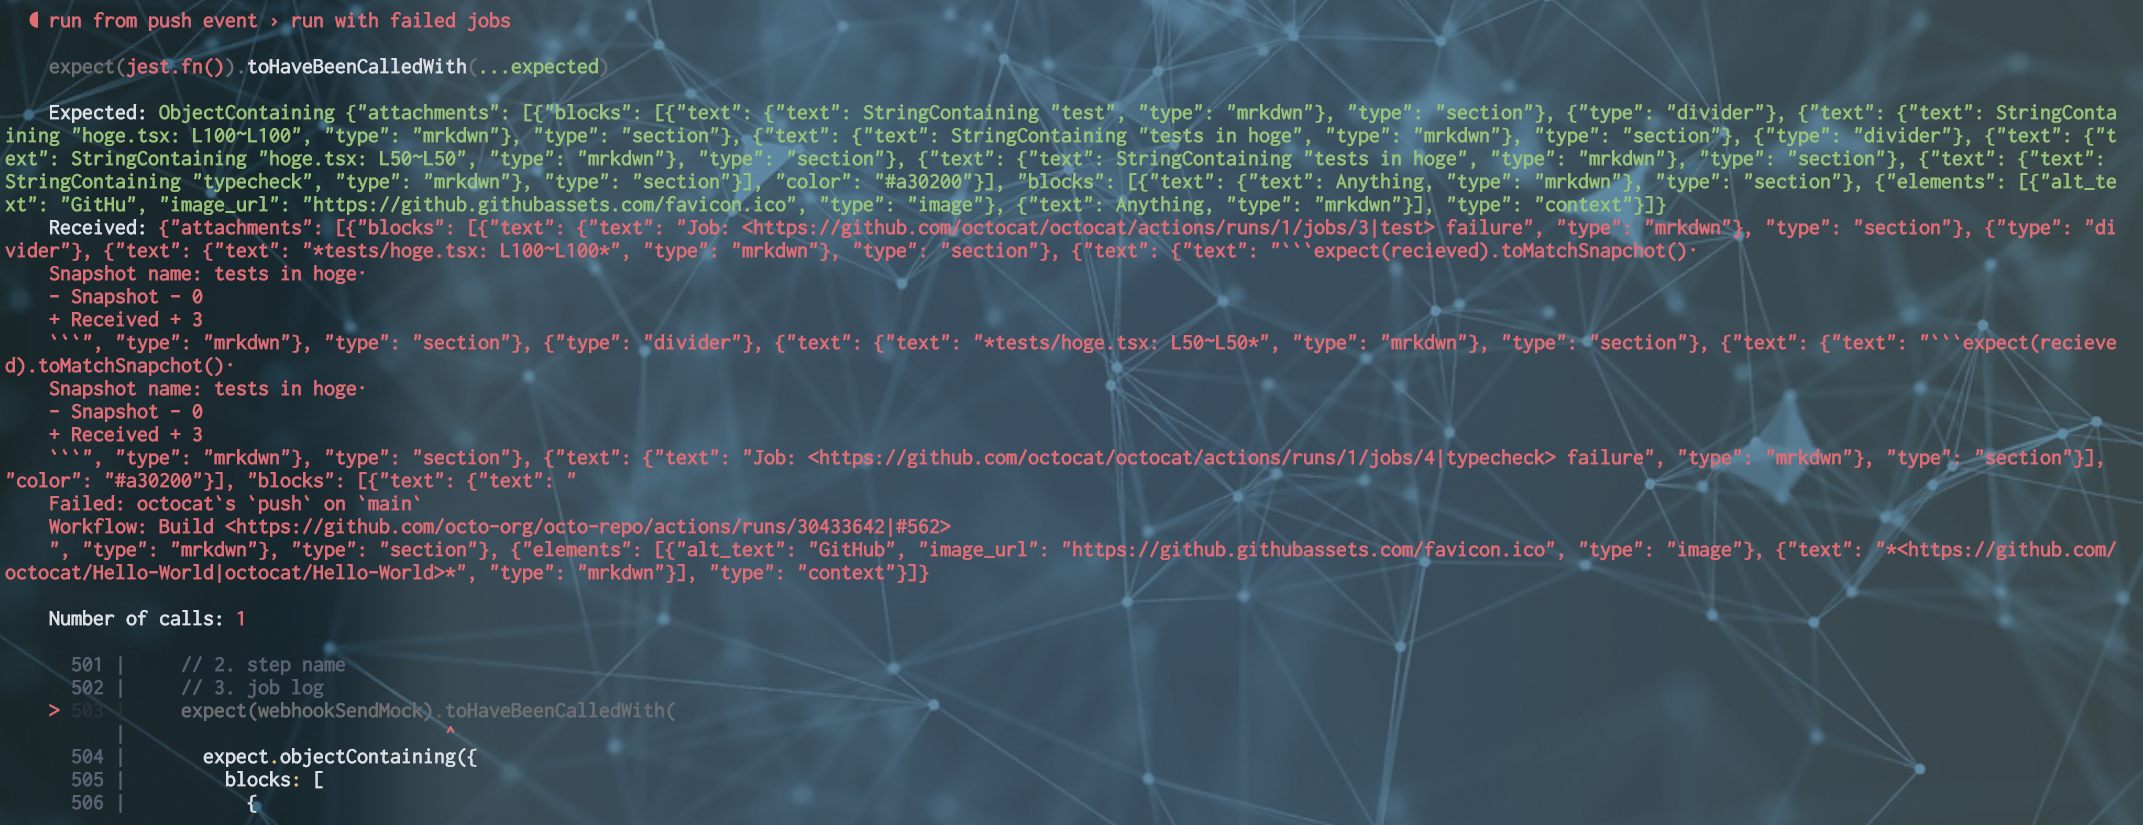 ● run from push event › run with failed jobs
expect(jest.fn()).toHaveBeenCalledWith(...expected)
Expected: ObjectContaining {"attachments": [{"blocks": [{"text": {"text": StringContaining "test", "type": "mrkdwn"}, "type": "section"}, {"type": "divider"}, {"text": {"text": StringConta
ining "hoge.tsx: L100~L100", "type": "mrkdwn"}, "type": "section"}, {"text": {"text": StringContaining "tests in hoge", "type": "mrkdwn"}, "type": "section"}, {"type": "divider"}, {"text": {"t
ext": StringContaining "hoge.tsx: L50~L50", "type": "mrkdwn"}, "type": "section"}, {"text": {"text": StringContaining "tests in hoge", "type": "mrkdwn"}, "type": "section"}, {"text": {"text":
StringContaining "typecheck", "type": "mrkdwn"}, "type": "section"}], "color": "#a30200"}], "blocks": [{"text": {"text": Anything, "type": "mrkdwn"}, "type": "section"}, {"elements": [{"alt_te
xt": "GitHu", "image_url": "https://github.githubassets.com/favicon.ico", "type": "image"}, {"text": Anything, "type": "mrkdwn"}], "type": "context"}]}
Received: {"attachments": [{"blocks": [{"text": {"text": "Job: <https://github.com/octocat/octocat/actions/runs/1/jobs/3|test> failure", "type": "mrkdwn"}, "type": "section"}, {"type": "di
vider"}, {"text": {"text": "*tests/hoge.tsx: L100~L100*", "type": "mrkdwn"}, "type": "section"}, {"text": {"text": "```expect(recieved).toMatchSnapchot()·
Snapshot name: tests in hoge·
- Snapshot - 0
+ Received + 3
```", "type": "mrkdwn"}, "type": "section"}, {"type": "divider"}, {"text": {"text": "*tests/hoge.tsx: L50~L50*", "type": "mrkdwn"}, "type": "section"}, {"text": {"text": "```expect(recieve
d).toMatchSnapchot()·
Snapshot name: tests in hoge·
- Snapshot - 0
+ Received + 3
```", "type": "mrkdwn"}, "type": "section"}, {"text": {"text": "Job: <https://github.com/octocat/octocat/actions/runs/1/jobs/4|typecheck> failure", "type": "mrkdwn"}, "type": "section"}],
"color": "#a30200"}], "blocks": [{"text": {"text": "
Failed: octocat`s `push` on `main`
Workflow: Build <https://github.com/octo-org/octo-repo/actions/runs/30433642|#562>
", "type": "mrkdwn"}, "type": "section"}, {"elements": [{"alt_text": "GitHub", "image_url": "https://github.githubassets.com/favicon.ico", "type": "image"}, {"text": "*<https://github.com/
octocat/Hello-World|octocat/Hello-World>*", "type": "mrkdwn"}], "type": "context"}]}
Number of calls: 1
501 | // 2. step name
502 | // 3. job log
> 503 | expect(webhookSendMock).toHaveBeenCalledWith(
| ^
504 | expect.objectContaining({
505 | blocks: [
506 | {